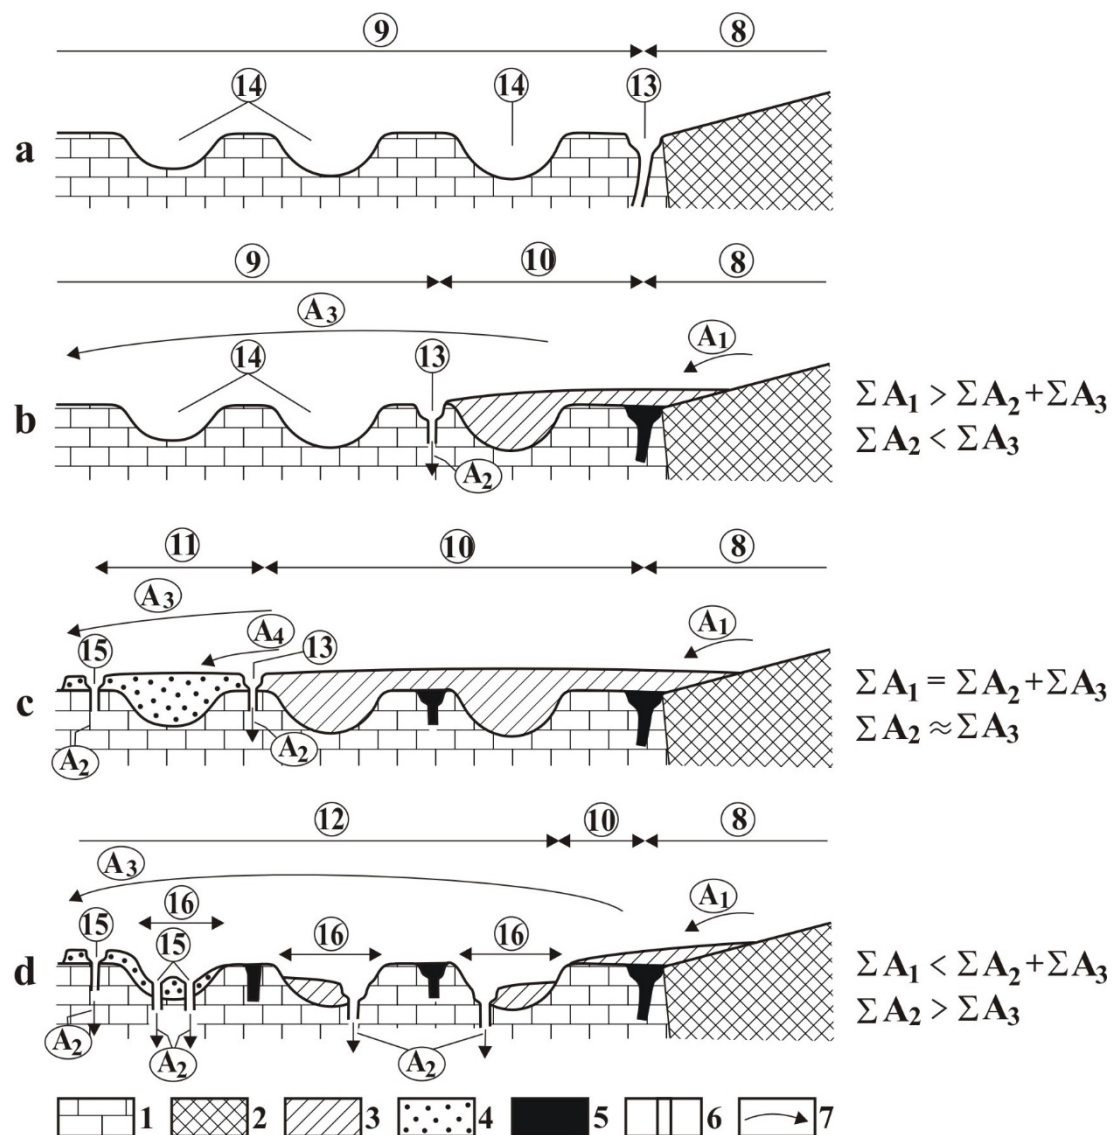 9 8
14 14 13
a
9 10 8
A3 A1
14 13
b
A2
ΣA1 > ΣA2 + ΣA3
ΣA2 < ΣA3
11 10 8
A3 A4 A1
15 13
c
A2 A2
ΣA1 = ΣA2 + ΣA3
ΣA2 ≈ ΣA3
12 10 8
A3 A1
15 16 15 16 16
d
A2 A2 A2
ΣA1 < ΣA2 + ΣA3
ΣA2 > ΣA3
1 2 3 4 5 6 7